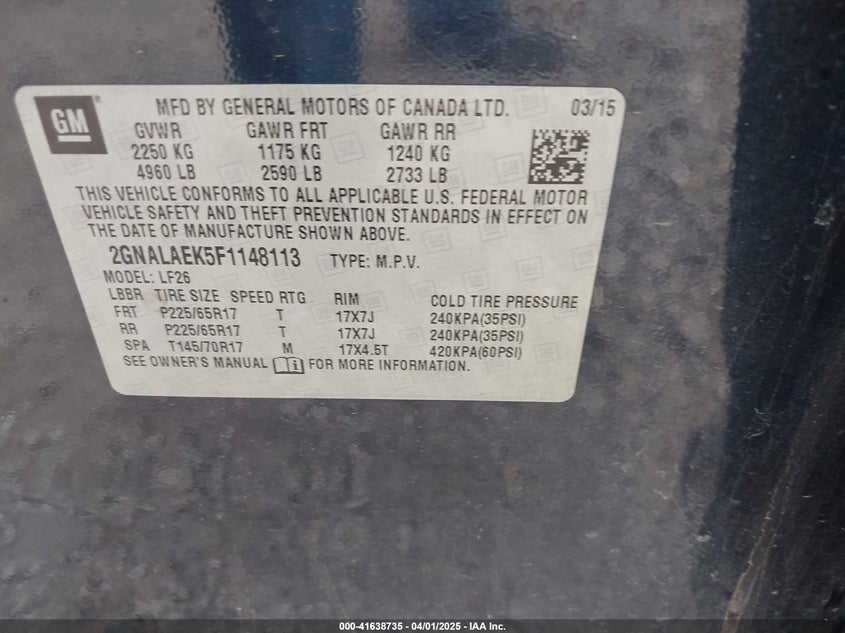 GM ®
MFD BY GENERAL MOTORS OF CANADA LTD. 03/15
GVWR GAWR FRT GAWR RR
2250 KG 1175 KG 1240 KG
4960 LB 2590 LB 2733 LB
THIS VEHICLE CONFORMS TO ALL APPLICABLE U.S. FEDERAL MOTOR
VEHICLE SAFETY AND THEFT PREVENTION STANDARDS IN EFFECT ON
THE DATE OF MANUFACTURE SHOWN ABOVE.
2GNALAEK5F1148113 TYPE: M.P.V.
MODEL: LF26
LBBR TIRE SIZE SPEED RTG RIM COLD TIRE PRESSURE
FRT P225/65R17 T 17X7J 240KPA(35PSI)
RR P225/65R17 T 17X7J 240KPA(35PSI)
SPA T145/70R17 M 17X4.5T 420KPA(60PSI)
SEE OWNER'S MANUAL FOR MORE INFORMATION.
000-41638735 - 04/01/2025 - IAA Inc.